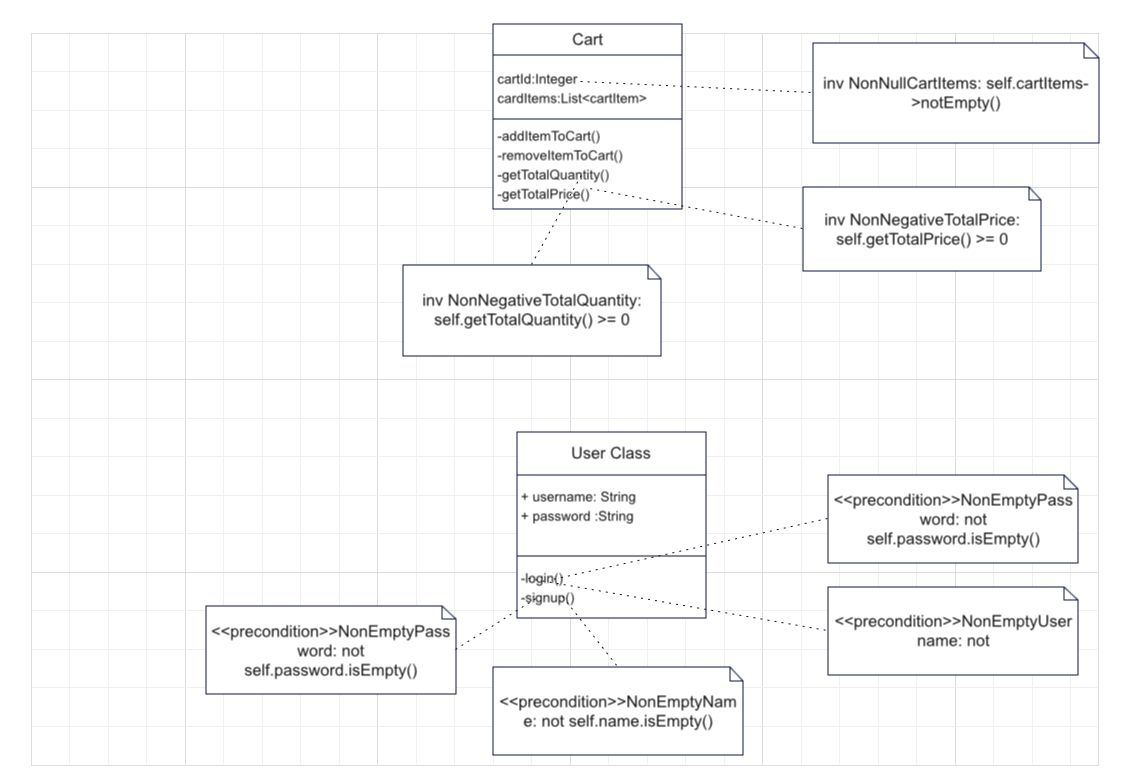 Cart
cartId:Integer
cardItems:List<cartItem>
-addItemToCart()
-removeItemToCart()
-getTotalQuantity()
-getTotalPrice()
inv NonNullCartItems: self.cartItems-
>notEmpty()
inv NonNegativeTotalPrice:
self.getTotalPrice() >= 0
inv NonNegativeTotalQuantity:
self.getTotalQuantity() >= 0
User Class
+ username: String
+ password :String
-login()
-signup()
<<precondition>>NonEmptyPass
word: not
self.password.isEmpty()
<<precondition>>NonEmptyUser
name: not
<<precondition>>NonEmptyPass
word: not
self.password.isEmpty()
<<precondition>>NonEmptyNam
e: not self.name.isEmpty()